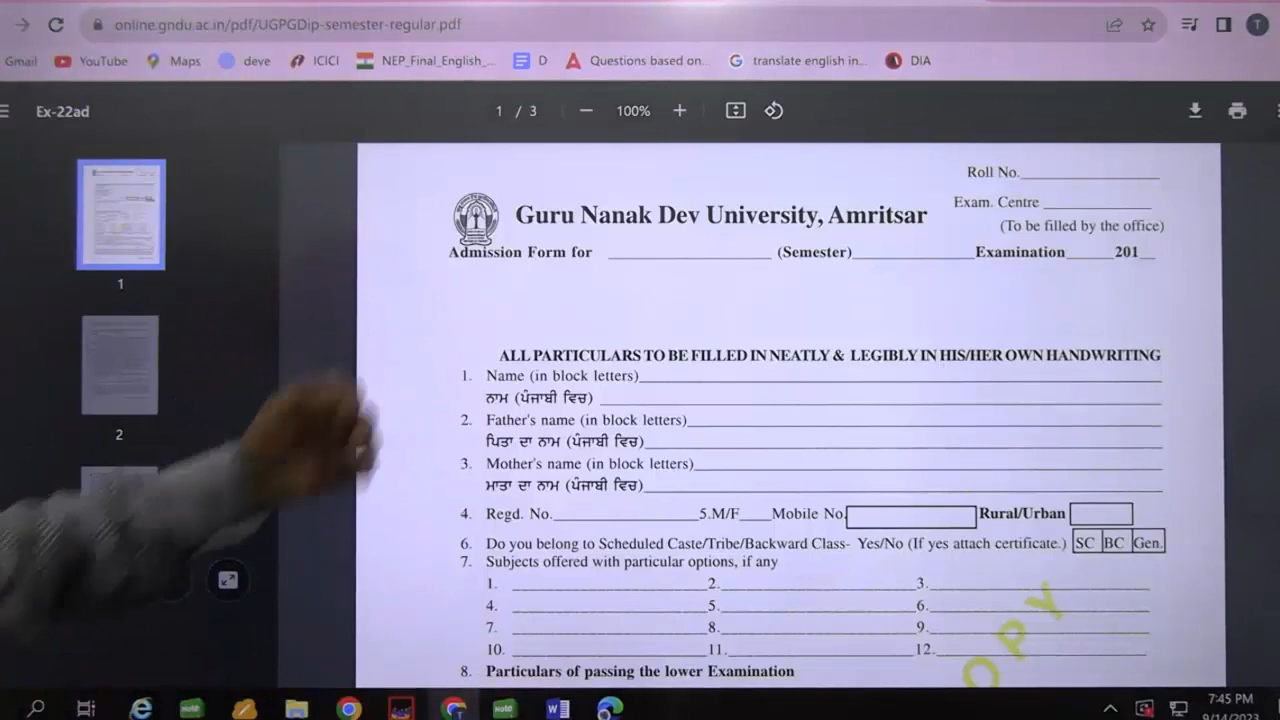 online.gndu.ac.in/pdf/UGPGDip-semester-regular.pdf
T
Gmail YouTube Maps deve ICICI NEP_Final_English_... D Questions based on... translate english in... DIA
Ex-22ad 1 / 3 100%
1
2
Roll No.
Guru Nanak Dev University, Amritsar
Exam. Centre
(To be filled by the office)
Admission Form for (Semester) Examination 201
ALL PARTICULARS TO BE FILLED IN NEATLY & LEGIBLY IN HIS/HER OWN HANDWRITING
1. Name (in block letters)
ਨਾਮ (ਪੰਜਾਬੀ ਵਿਚ)
2. Father's name (in block letters)
ਪਿਤਾ ਦਾ ਨਾਮ (ਪੰਜਾਬੀ ਵਿਚ)
3. Mother's name (in block letters)
ਮਾਤਾ ਦਾ ਨਾਮ (ਪੰਜਾਬੀ ਵਿਚ)
4. Regd. No. 5.M/F Mobile No. Rural/Urban
6. Do you belong to Scheduled Caste/Tribe/Backward Class- Yes/No (If yes attach certificate.) SC BC Gen.
7. Subjects offered with particular options, if any
1. 2. 3.
4. 5. 6.
7. 8. 9.
10. 11. 12.
OPY
8. Particulars of passing the lower Examination
7:45 PM
9/14/2023